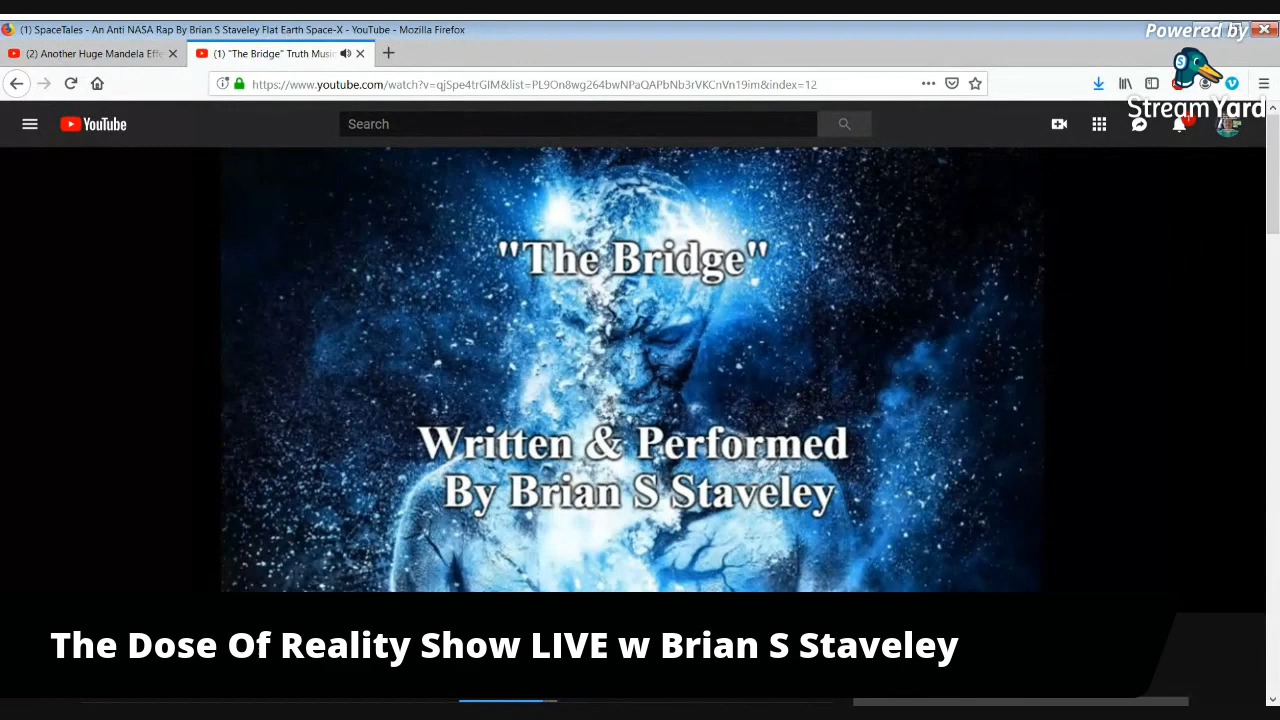 (1) SpaceTales - An Anti NASA Rap By Brian S Staveley Flat Earth Space-X - YouTube - Mozilla Firefox
Powered by
(2) Another Huge Mandela Effe
(1) "The Bridge" Truth Music
https://www.youtube.com/watch?v=qjSpe4trGIM&list=PL9On8wg264bwNPaQAPbNb3rVKCnVn19im&index=12
StreamYard
YouTube
Search
"The Bridge"
Written & Performed
By Brian S Staveley
The Dose Of Reality Show LIVE w Brian S Staveley